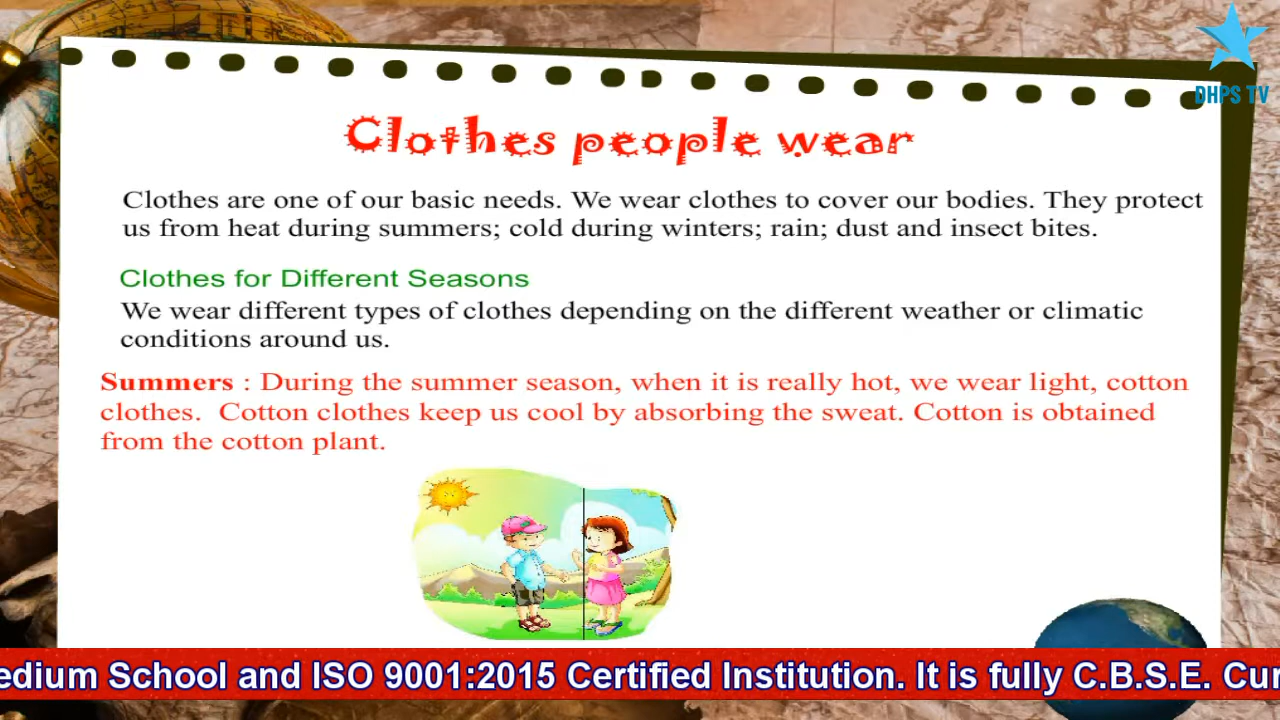 DHPS TV
Clothes people wear
Clothes are one of our basic needs. We wear clothes to cover our bodies. They protect
us from heat during summers; cold during winters; rain; dust and insect bites.
Clothes for Different Seasons
We wear different types of clothes depending on the different weather or climatic
conditions around us.
Summers : During the summer season, when it is really hot, we wear light, cotton
clothes. Cotton clothes keep us cool by absorbing the sweat. Cotton is obtained
from the cotton plant.
edium School and ISO 9001:2015 Certified Institution. It is fully C.B.S.E. Cur